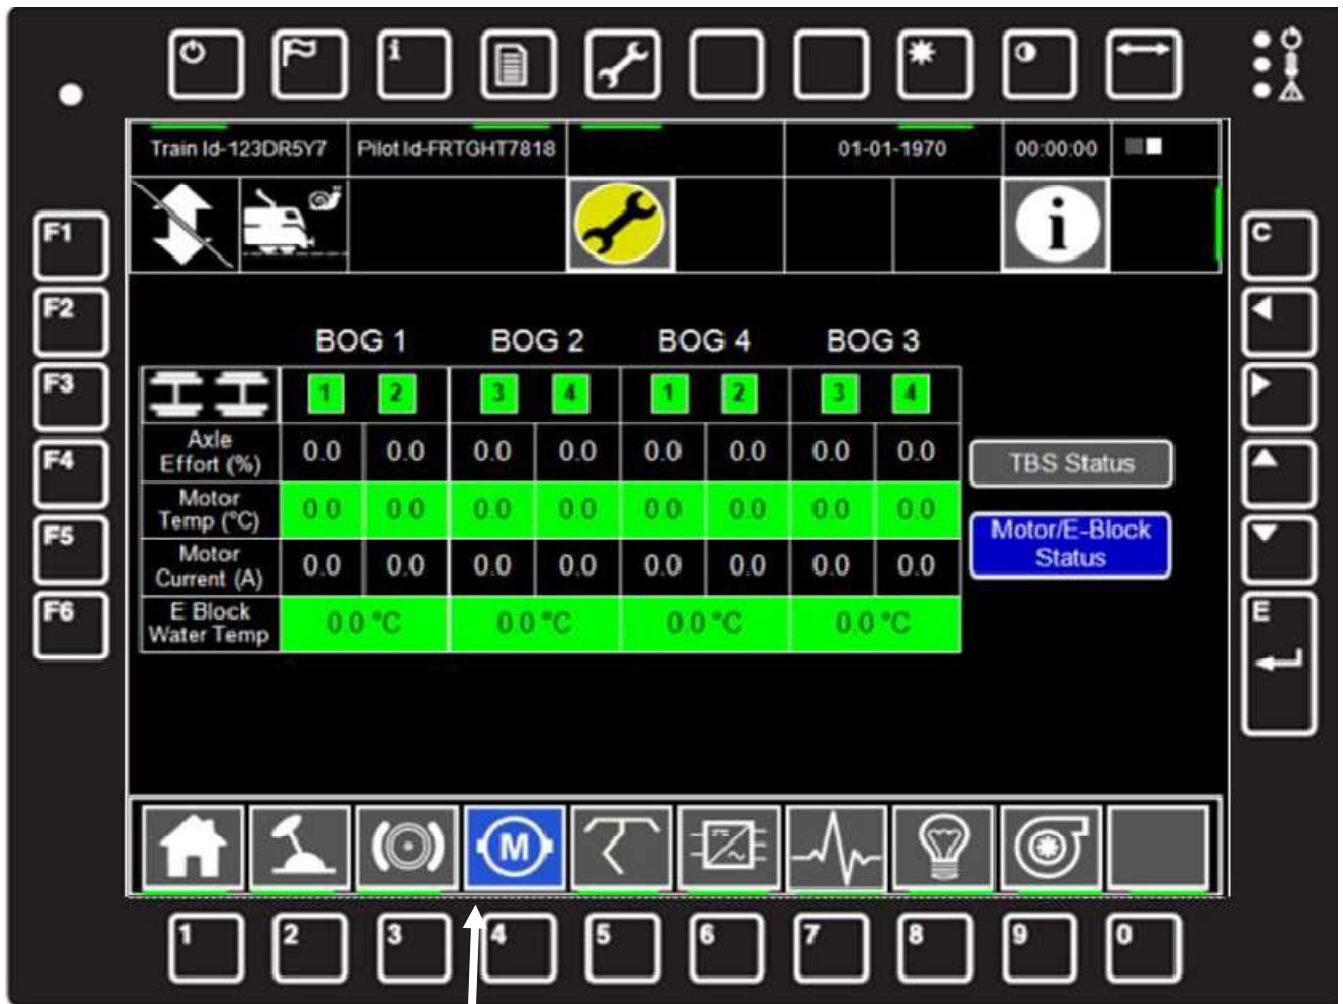 i
Train Id-123DR5Y7 Pilot Id-FRTGHT7818 01-01-1970 00:00:00
i
F1
F2
F3
F4
F5
F6
C
E
BOG 1 BOG 2 BOG 4 BOG 3
1 2 3 4 1 2 3 4
Axle
Effort (%) 0.0 0.0 0.0 0.0 0.0 0.0 0.0 0.0
Motor
Temp (°C) 0.0 0.0 0.0 0.0 0.0 0.0 0.0 0.0
Motor
Current (A) 0.0 0.0 0.0 0.0 0.0 0.0 0.0 0.0
E Block
Water Temp 0.0 °C 0.0 °C 0.0 °C 0.0 °C
TBS Status
Motor/E-Block
Status
M
1 2 3 4 5 6 7 8 9 0